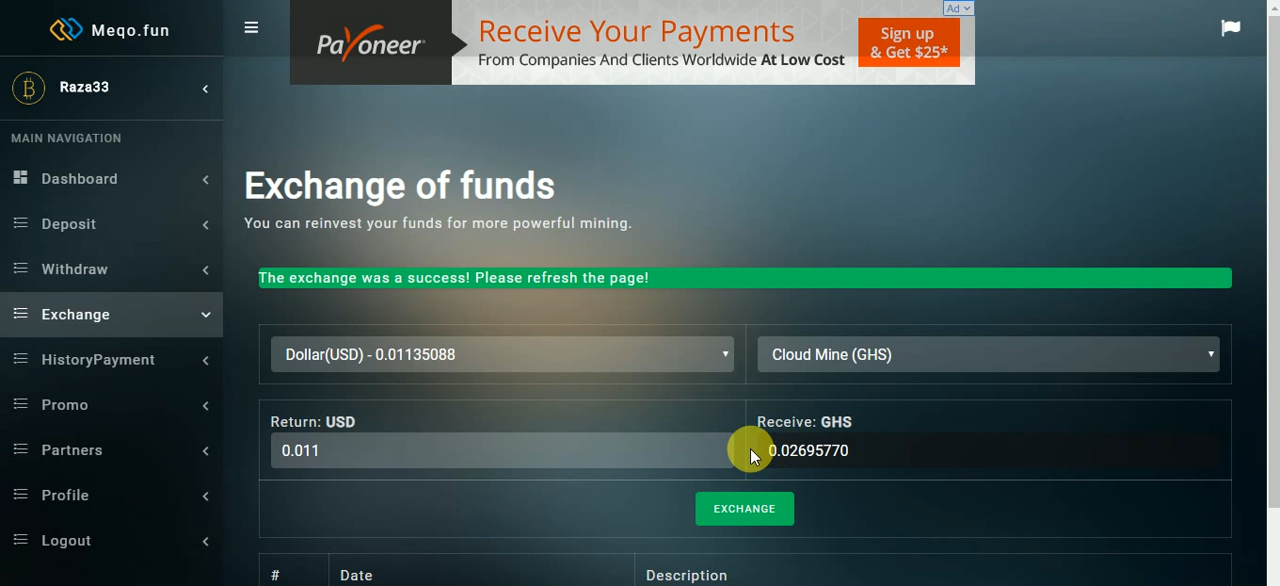 Meqo.fun
Payoneer
Receive Your Payments
From Companies And Clients Worldwide At Low Cost
Sign up
& Get $25*
Ad
Raza33
MAIN NAVIGATION
Dashboard
Deposit
Withdraw
Exchange
HistoryPayment
Promo
Partners
Profile
Logout
Exchange of funds
You can reinvest your funds for more powerful mining.
The exchange was a success! Please refresh the page!
Dollar(USD) - 0.01135088
Cloud Mine (GHS)
Return: USD
Receive: GHS
0.011
0.02695770
EXCHANGE
# Date Description